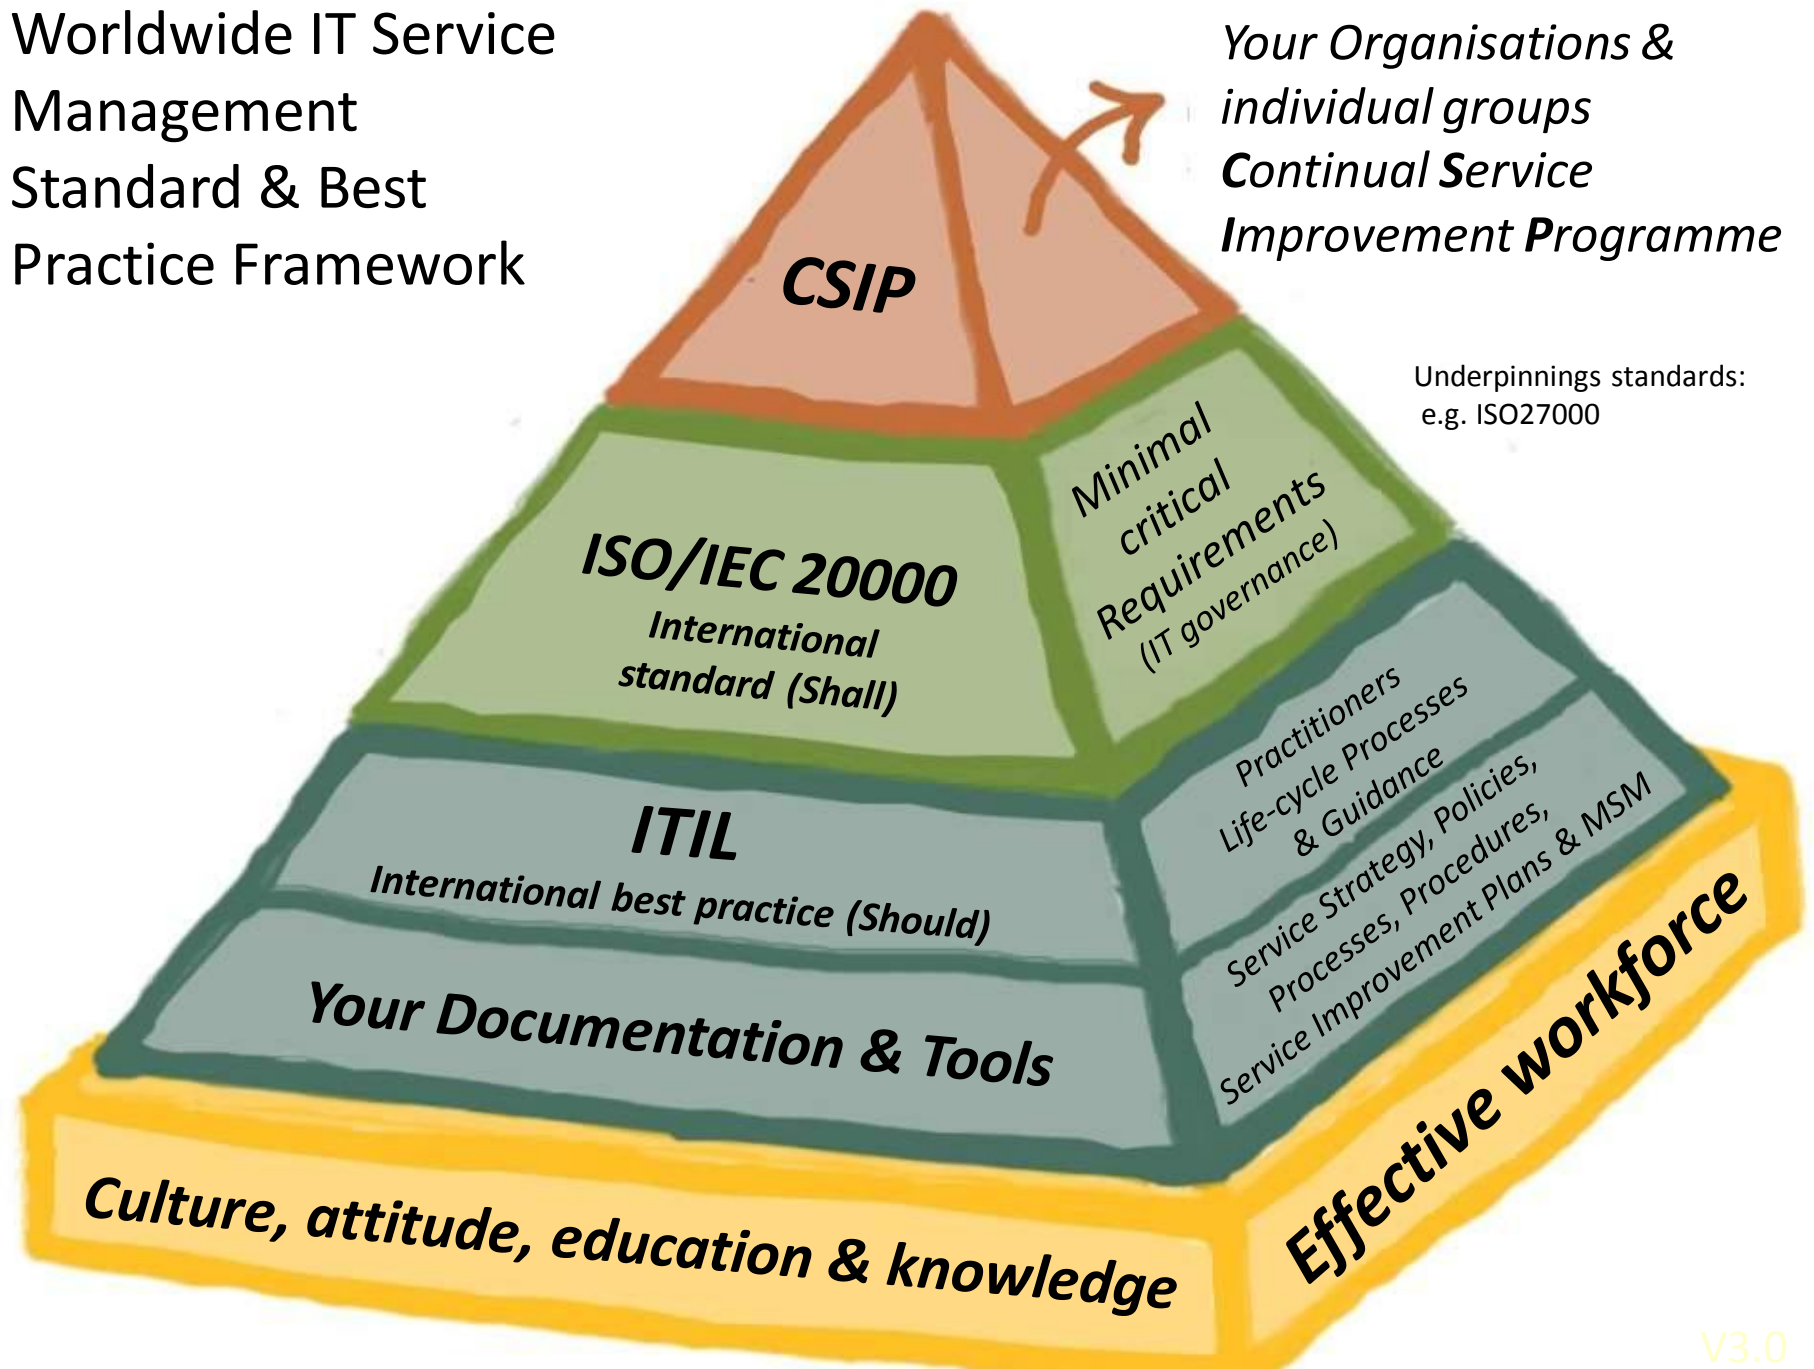 Worldwide IT Service
Management
Standard & Best
Practice Framework
Your Organisations &
individual groups
Continual Service
Improvement Programme
CSIP
Underpinnings standards:
e.g. ISO27000
ISO/IEC 20000
International
standard (Shall)
Minimal
critical
Requirements
(IT governance)
ITIL
International best practice (Should)
Practitioners
Life-cycle Processes
& Guidance
Your Documentation & Tools
Service Strategy, Policies,
Processes, Procedures,
Service Improvement Plans & MSM
Culture, attitude, education & knowledge
Effective workforce
V3.0